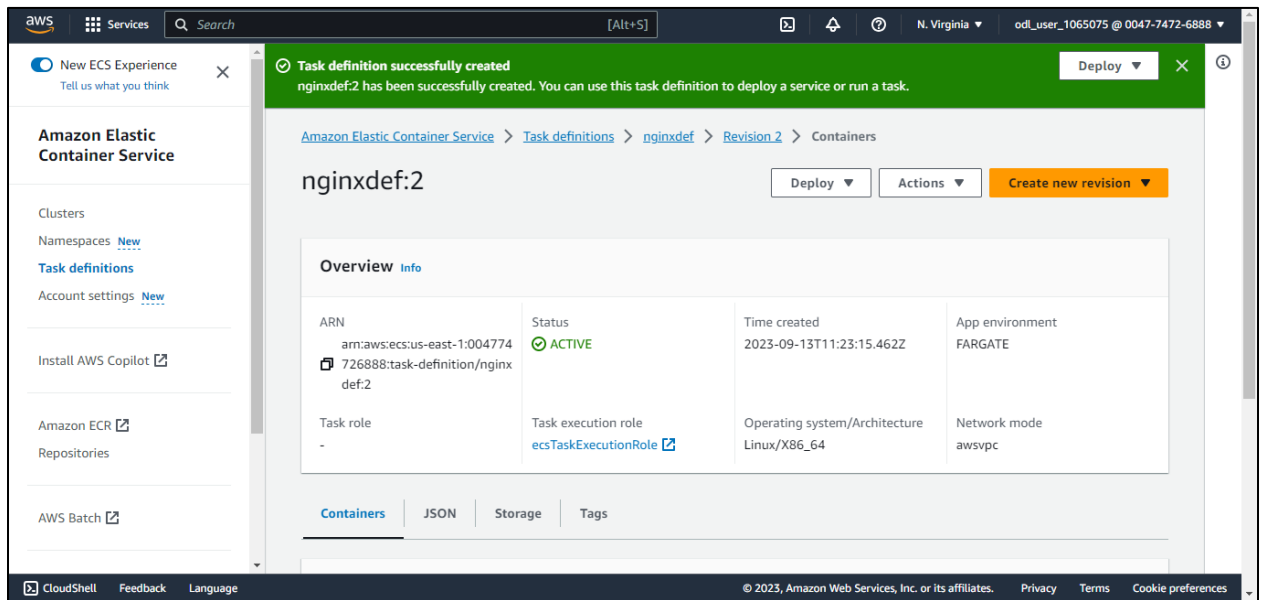 aws
Services
Search [Alt+S]
N. Virginia ▼
odl_user_1065075 @ 0047-7472-6888 ▼
New ECS Experience
Tell us what you think
Amazon Elastic
Container Service
Clusters
Namespaces New
Task definitions
Account settings New
Install AWS Copilot
Amazon ECR
Repositories
AWS Batch
Task definition successfully created
nginxdef:2 has been successfully created. You can use this task definition to deploy a service or run a task.
Deploy ▼
Amazon Elastic Container Service > Task definitions > nginxdef > Revision 2 > Containers
nginxdef:2
Deploy ▼
Actions ▼
Create new revision ▼
Overview Info
ARN
arn:aws:ecs:us-east-1:004774
726888:task-definition/nginx
def:2
Status
ACTIVE
Time created
2023-09-13T11:23:15.462Z
App environment
FARGATE
Task role
-
Task execution role
ecsTaskExecutionRole
Operating system/Architecture
Linux/X86_64
Network mode
awsvpc
Containers
JSON
Storage
Tags
CloudShell
Feedback
Language
© 2023, Amazon Web Services, Inc. or its affiliates.
Privacy
Terms
Cookie preferences